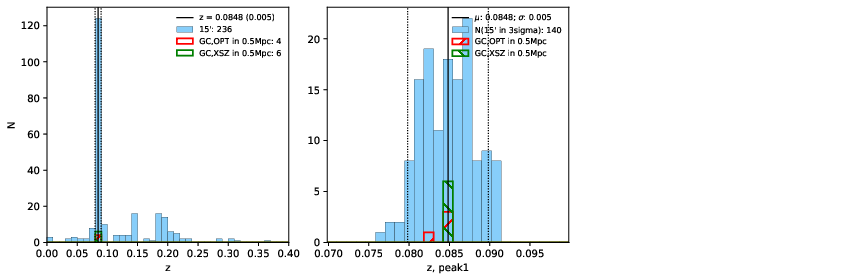 z = 0.0848 (0.005)
15': 236
GC,OPT in 0.5Mpc: 4
GC,XSZ in 0.5Mpc: 6
N
120
100
80
60
40
20
0
0.00 0.05 0.10 0.15 0.20 0.25 0.30 0.35 0.40
z
μ: 0.0848; σ: 0.005
N(15' in 3sigma): 140
GC,OPT in 0.5Mpc
GC,XSZ in 0.5Mpc
20
15
10
5
0
0.070 0.075 0.080 0.085 0.090 0.095
z, peak1